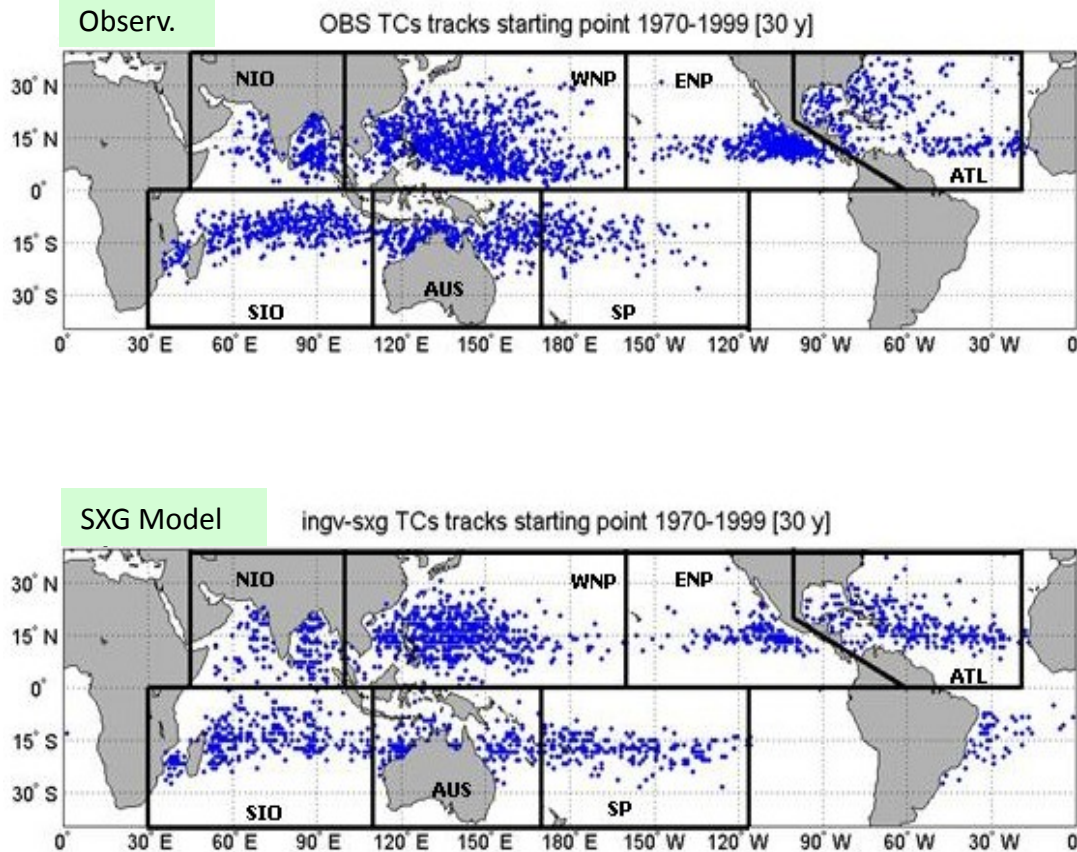 Observ.
OBS TCs tracks starting point 1970-1999 [30 y]
30° N
15° N
0°
15° S
30° S
NIO
WNP
ENP
ATL
SIO
AUS
SP
0° 30° E 60° E 90° E 120° E 150° E 180° E 150° W 120° W 90° W 60° W 30° W 0
SXG Model
ingv-sxg TCs tracks starting point 1970-1999 [30 y]
30° N
15° N
0°
15° S
30° S
NIO
WNP
ENP
ATL
SIO
AUS
SP
0° 30° E 60° E 90° E 120° E 150° E 180° E 150° W 120° W 90° W 60° W 30° W 0